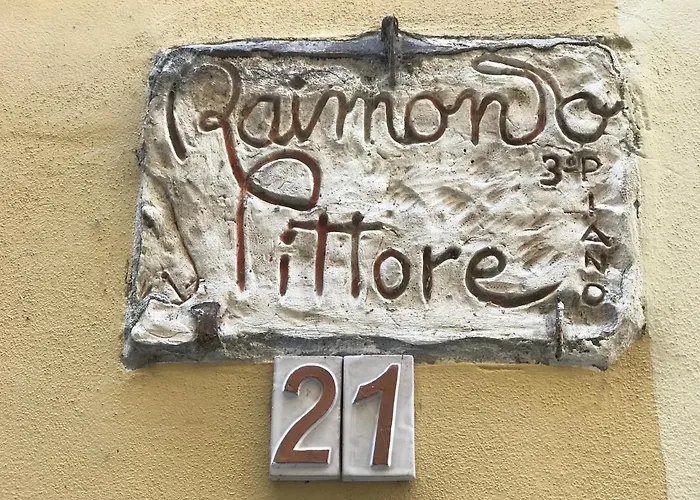 Raimondo
Pittore
3° PIANO
21